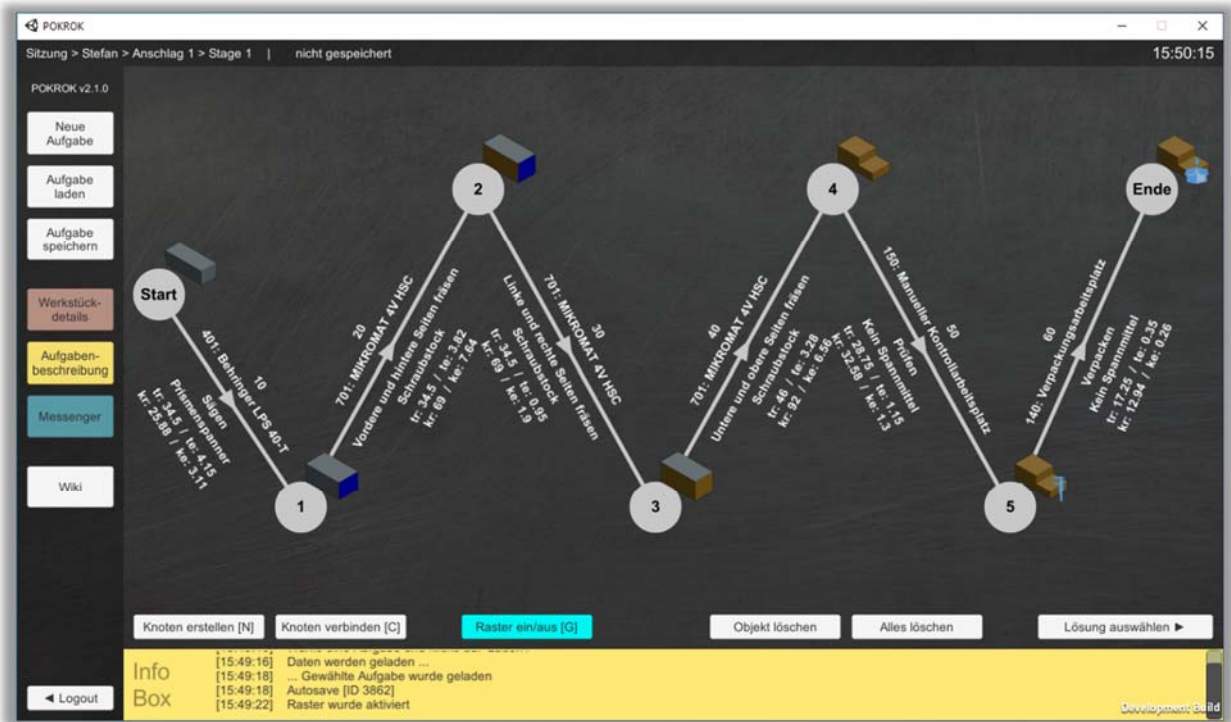 POKROK
Sitzung > Stefan > Anschlag 1 > Stage 1 | nicht gespeichert
15:50:15
POKROK v2.1.0
Neue
Aufgabe
Aufgabe
laden
Aufgabe
speichern
Werkstück-
details
Aufgaben-
beschreibung
Messenger
Wiki
◄ Logout
Start
10
401: Behringer LPS 40-T
Sägen
Prismenspanner
tr: 34.5 / te: 4.15
kr: 25.88 / ke: 3.11
1
20
701: MIKROMAT 4V HSC
Vordere und hintere Seiten fräsen
Schraubstock
tr: 34.5 / te: 3.82
kr: 69 / ke: 7.64
2
30
701: MIKROMAT 4V HSC
Linke und rechte Seiten fräsen
Schraubstock
tr: 34.5 / te: 0.95
kr: 69 / ke: 1.9
3
40
701: MIKROMAT 4V HSC
Untere und obere Seiten fräsen
Schraubstock
tr: 46 / te: 3.28
kr: 92 / ke: 6.56
4
50
150: Manueller Kontrollarbeitsplatz
Prüfen
Kein Spannmittel
tr: 28.75 / te: 1.15
kr: 32.58 / ke: 1.3
5
60
140: Verpackungsarbeitsplatz
Verpacken
Kein Spannmittel
tr: 17.25 / te: 0.35
kr: 12.94 / ke: 0.26
Ende
Knoten erstellen [N]
Knoten verbinden [C]
Raster ein/aus [G]
Objekt löschen
Alles löschen
Lösung auswählen ►
Info
Box
[15:49:16] Daten werden geladen ...
[15:49:18] ... Gewählte Aufgabe wurde geladen
[15:49:18] Autosave [ID 3862]
[15:49:22] Raster wurde aktiviert
Development Build